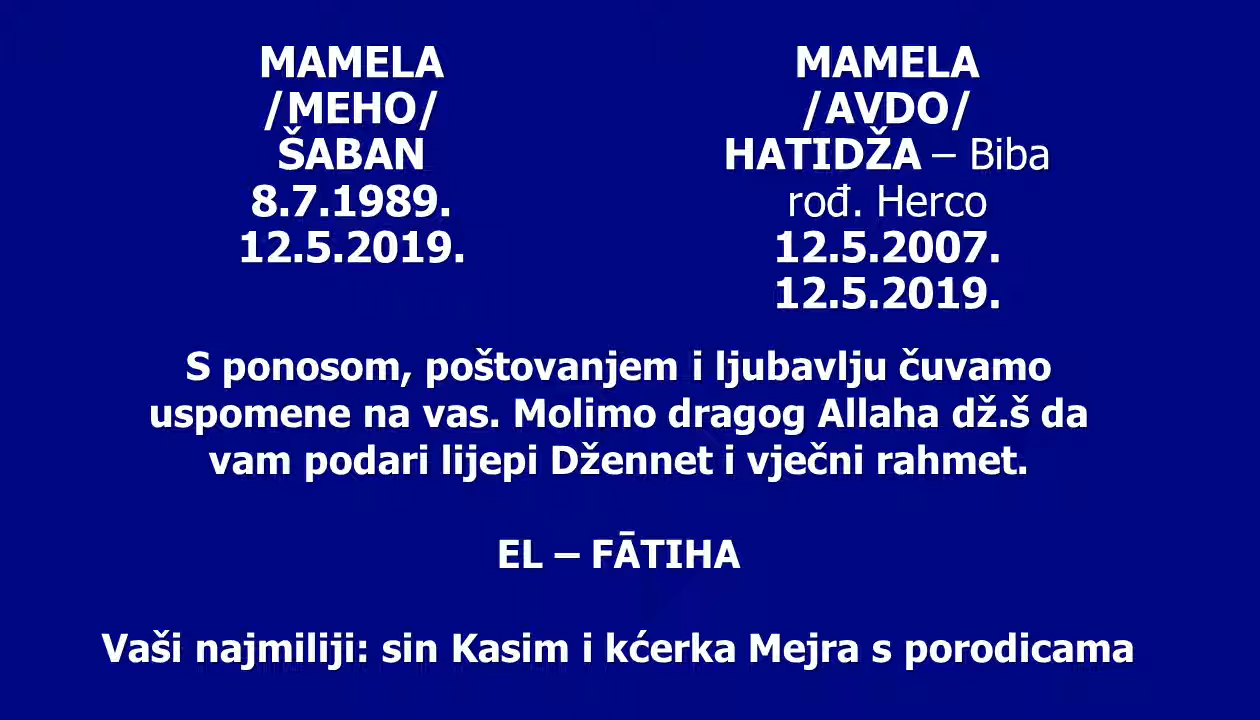 MAMELA
/MEHO/
ŠABAN
8.7.1989.
12.5.2019.
MAMELA
/AVDO/
HATIDŽA – Biba
rođ. Herco
12.5.2007.
12.5.2019.
S ponosom, poštovanjem i ljubavlju čuvamo
uspomene na vas. Molimo dragog Allaha dž.š da
vam podari lijepi Džennet i vječni rahmet.
EL – FĀTIHA
Vaši najmiliji: sin Kasim i kćerka Mejra s porodicama